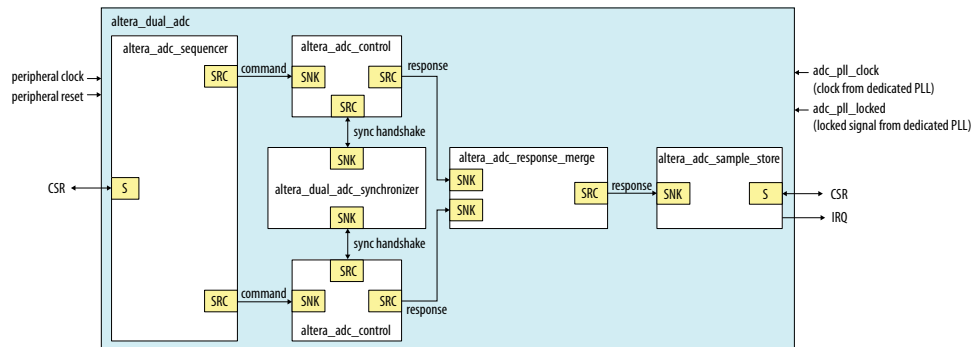 altera_dual_adc
altera_adc_sequencer
altera_adc_control
SRC
command
SNK
SRC
response
SRC
peripheral clock
peripheral reset
adc_pll_clock
(clock from dedicated PLL)
adc_pll_locked
(locked signal from dedicated PLL)
sync handshake
SNK
altera_dual_adc_synchronizer
SNK
altera_adc_response_merge
SNK
SNK
SRC
response
altera_adc_sample_store
SNK
S
CSR
IRQ
CSR
S
sync handshake
SRC
SRC
command
SNK
SRC
response
altera_adc_control